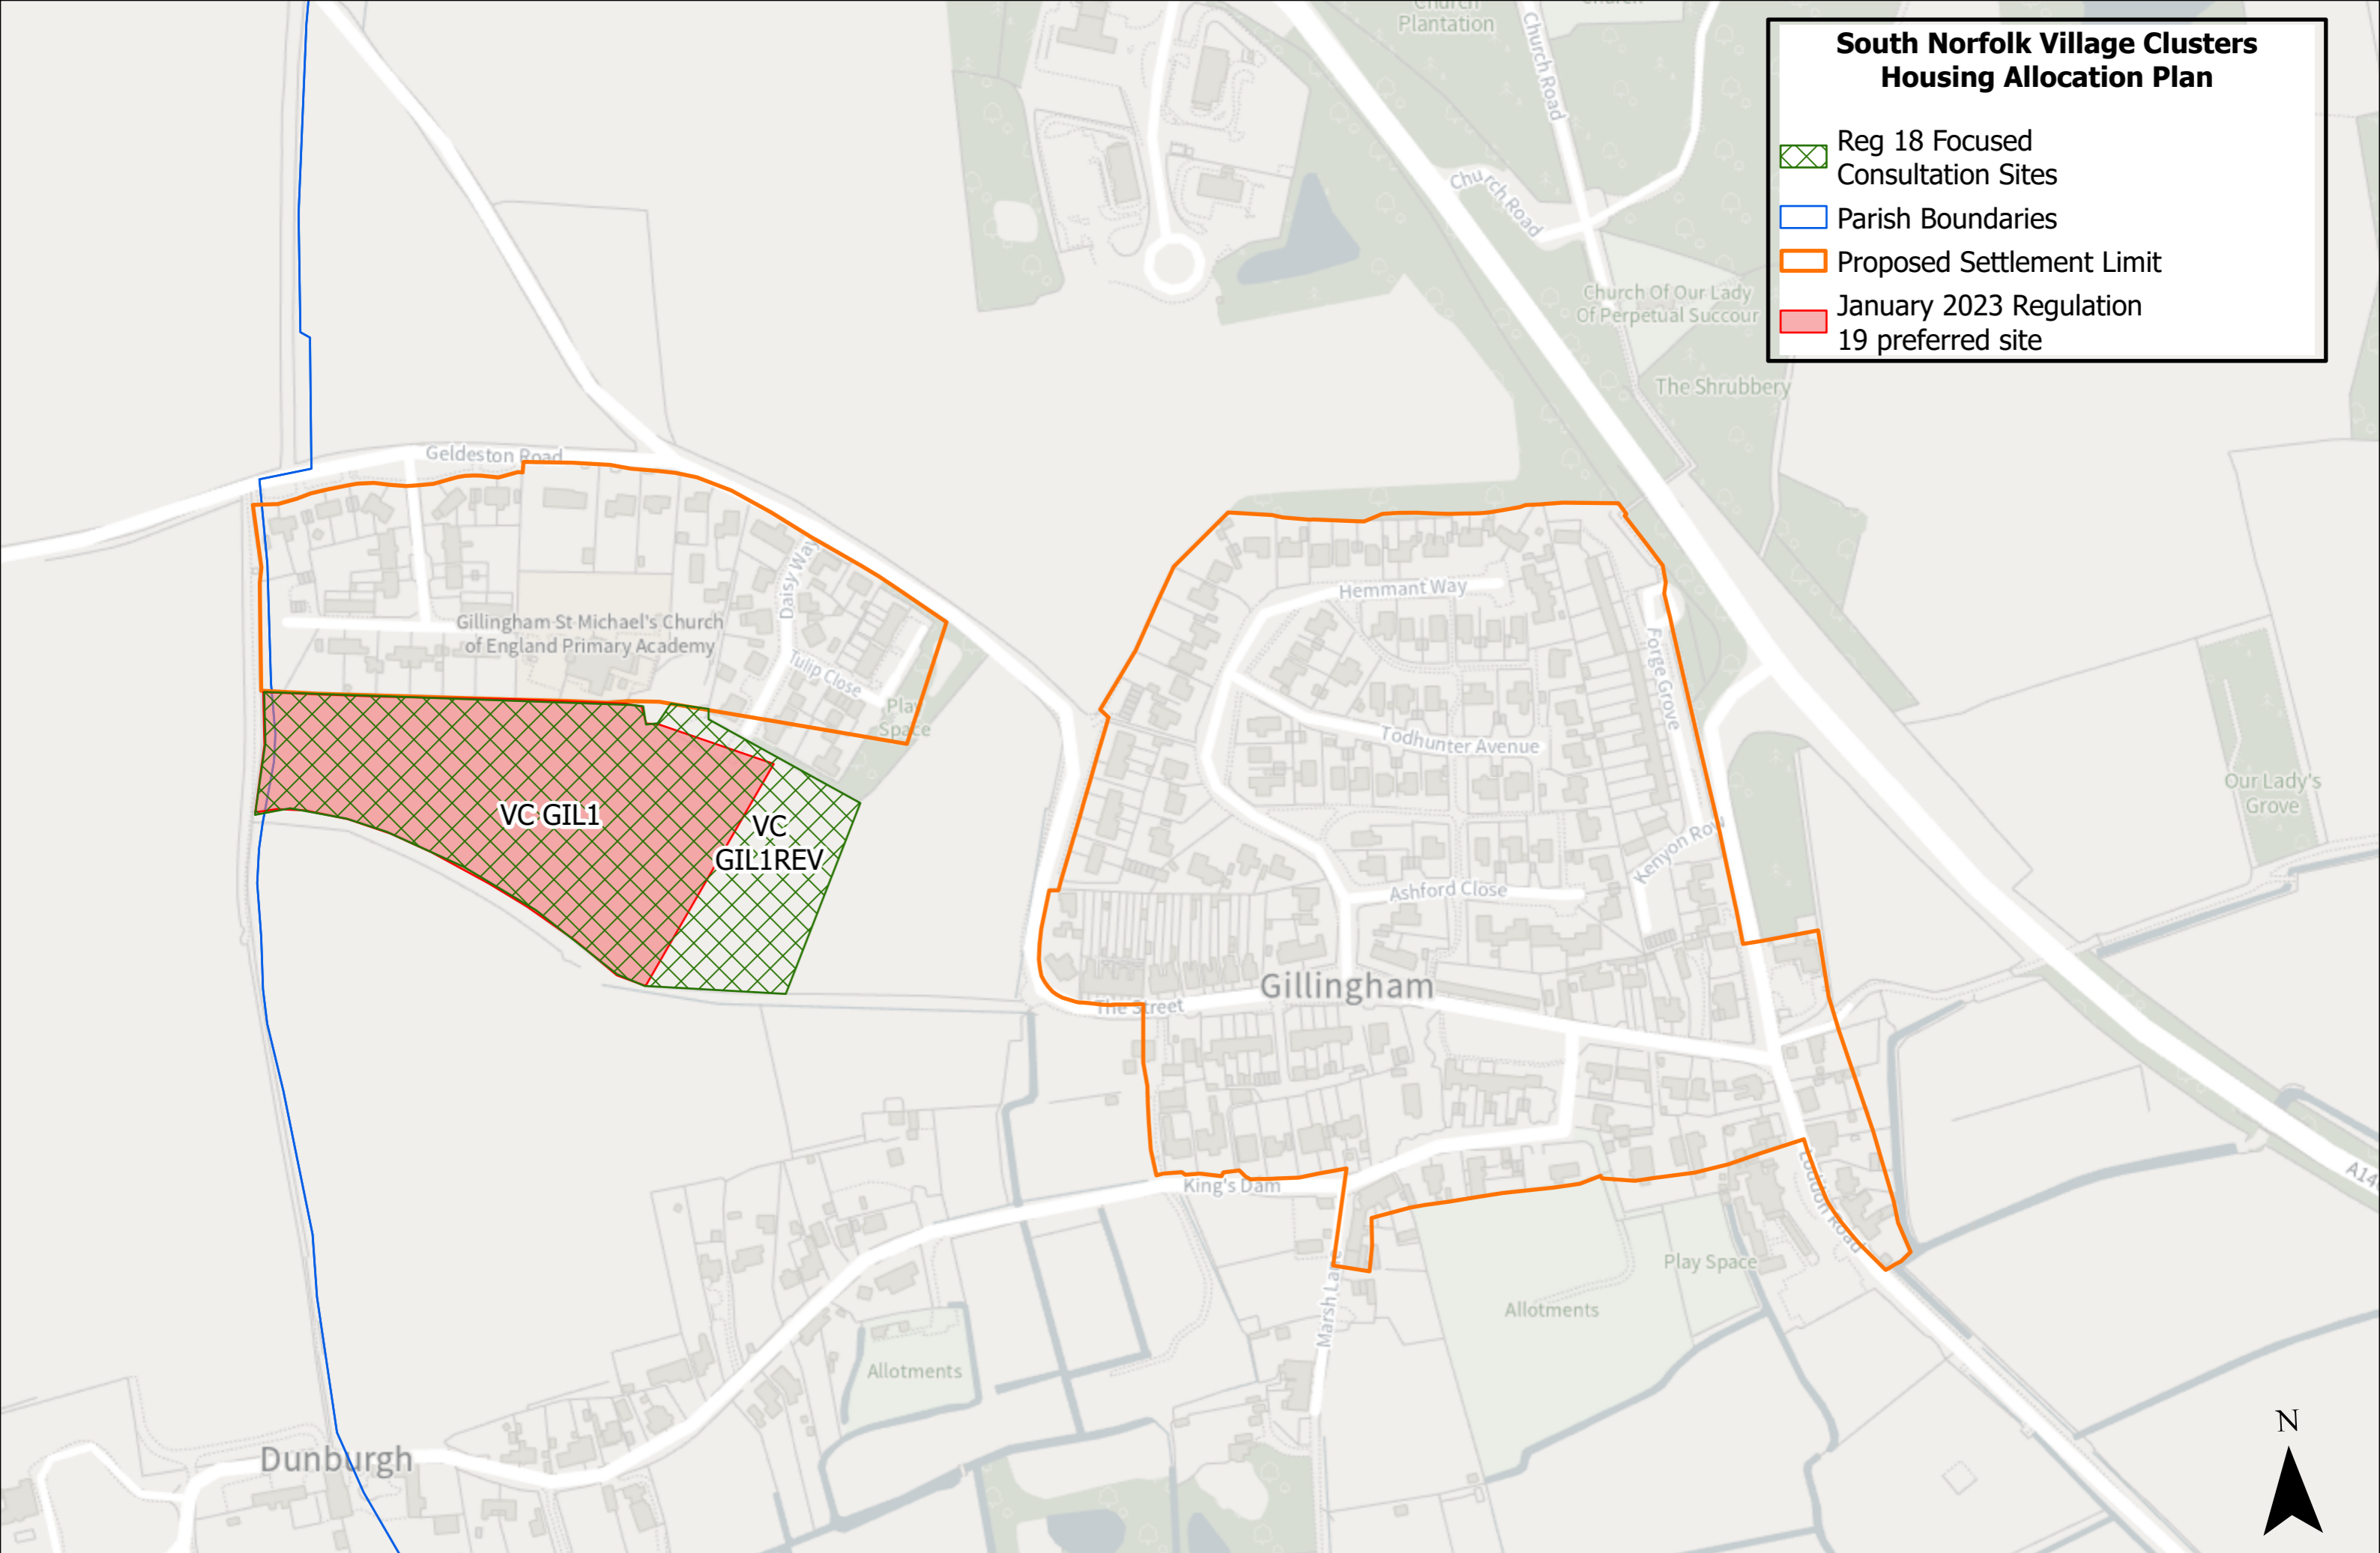 Church
Plantation
Church Road
Church Road
South Norfolk Village Clusters
Housing Allocation Plan
Reg 18 Focused
Consultation Sites
Parish Boundaries
Proposed Settlement Limit
January 2023 Regulation
19 preferred site
Church Of Our Lady
Of Perpetual Succour
The Shrubbery
Geldeston Road
Daisy Way
Gillingham St Michael's Church
of England Primary Academy
Tulip Close
Play
Space
Hemmant Way
Forge Grove
Todhunter Avenue
Our Lady's
Grove
VC GIL1
VC
GIL1REV
Kenyon Row
Ashford Close
Gillingham
The Street
King's Dam
London Road
Marsh Lane
Play Space
Allotments
Allotments
Dunburgh
N